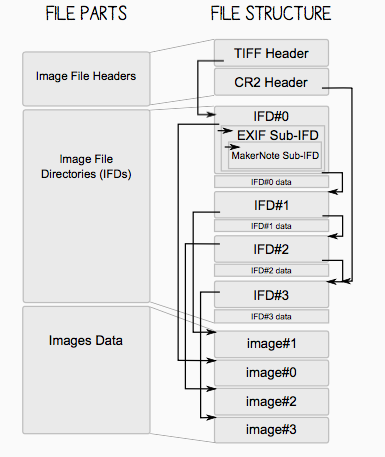 FILE PARTS
FILE STRUCTURE
Image File Headers
TIFF Header
CR2 Header
Image File
Directories (IFDs)
IFD#0
EXIF Sub-IFD
MakerNote Sub-IFD
IFD#0 data
IFD#1
IFD#1 data
IFD#2
IFD#2 data
IFD#3
IFD#3 data
Images Data
image#1
image#0
image#2
image#3